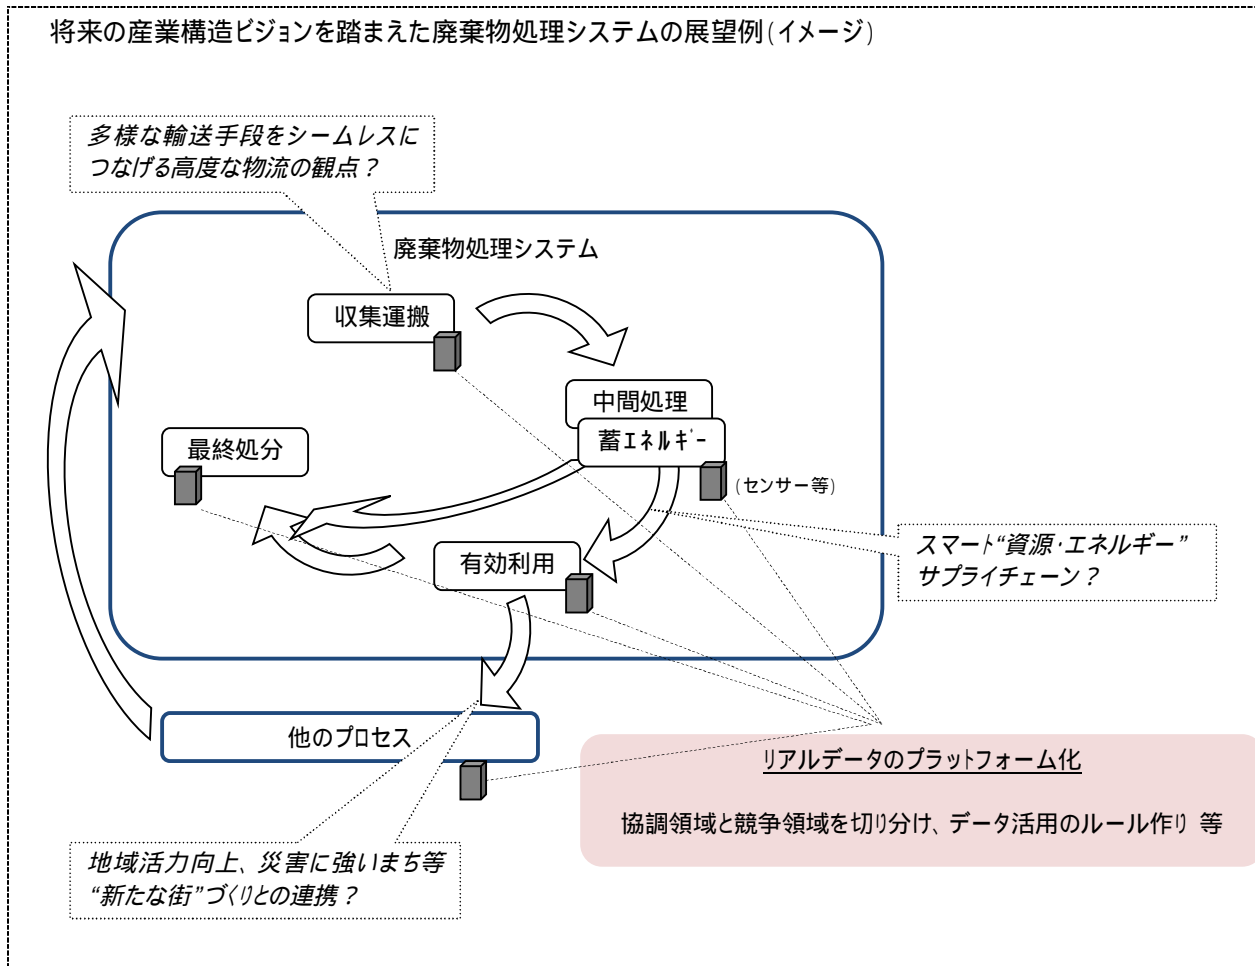 将来の産業構造ビジョンを踏まえた廃棄物処理システムの展望例(イメージ)
多様な輸送手段をシームレスに
つなげる高度な物流の観点？
廃棄物処理システム
収集運搬
中間処理
蓄ｴﾈﾙｷﾞｰ
最終処分
(センサー等)
有効利用
スマート“資源・エネルギー”
サプライチェーン？
他のプロセス
リアルデータのプラットフォーム化
協調領域と競争領域を切り分け、データ活用のルール作り 等
地域活力向上、災害に強いまち等
“新たな街”づくりとの連携？